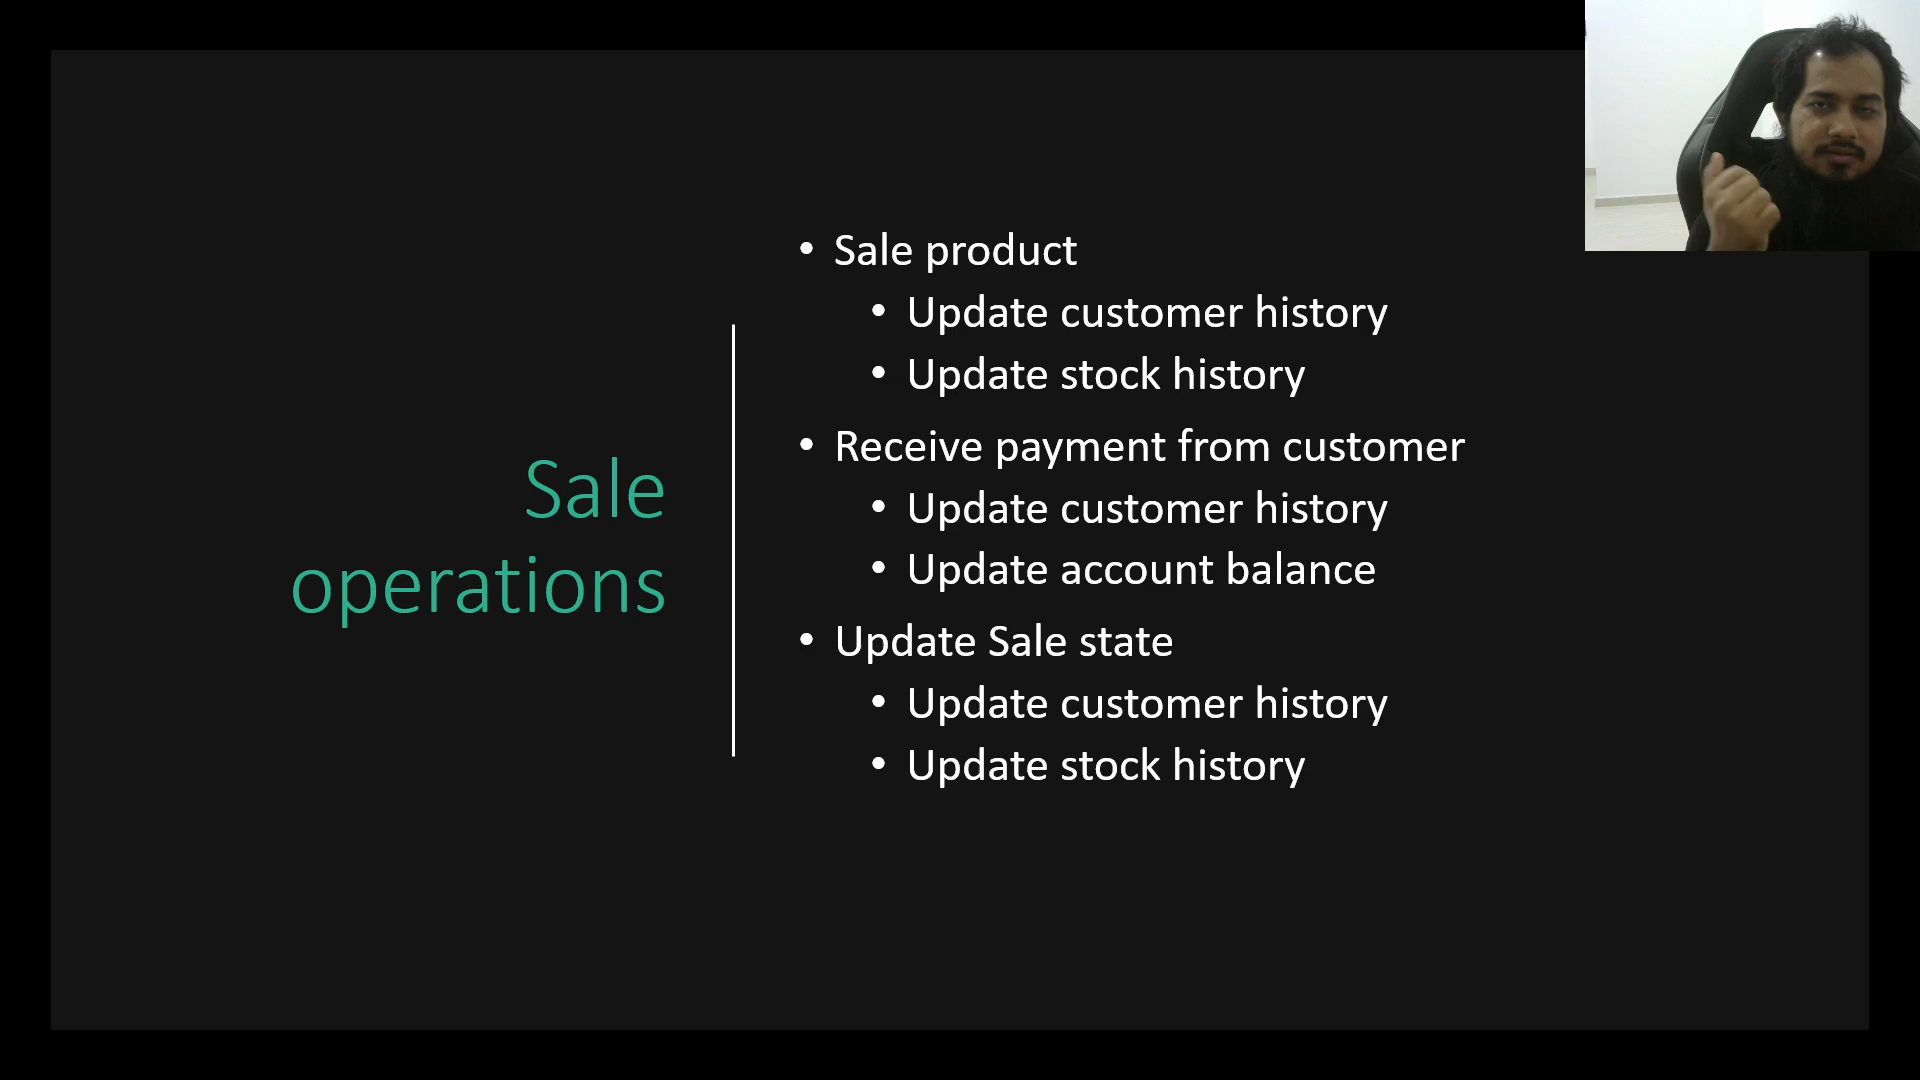 Sale
operations
• Sale product
• Update customer history
• Update stock history
• Receive payment from customer
• Update customer history
• Update account balance
• Update Sale state
• Update customer history
• Update stock history